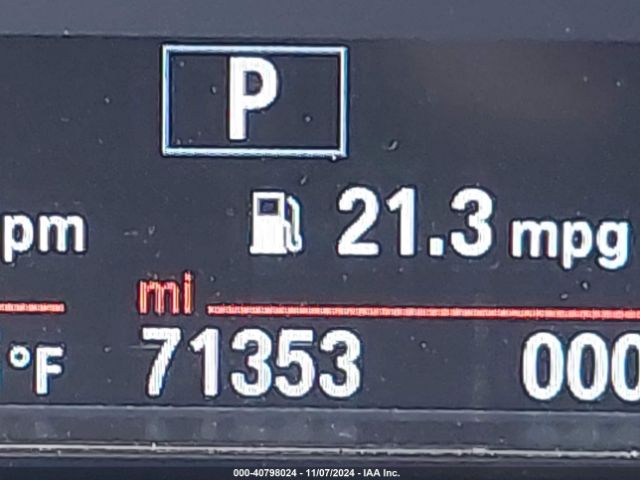 P
pm
21.3 mpg
mi
°F
71353
000
000-40798024 - 11/07/2024 - IAA Inc.